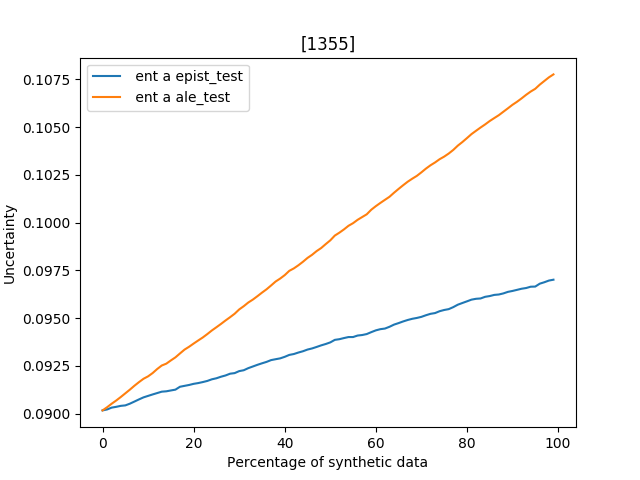 [1355]
ent a epist_test
ent a ale_test
0.1075
0.1050
0.1025
0.1000
0.0975
0.0950
0.0925
0.0900
Uncertainty
0 20 40 60 80 100
Percentage of synthetic data